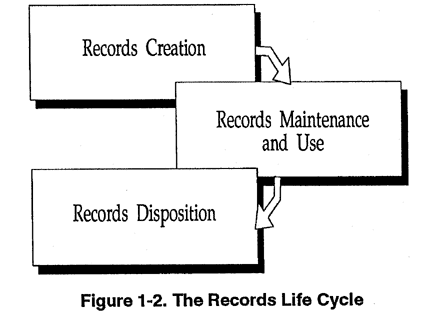 Records Creation
Records Maintenance
and Use
Records Disposition
Figure 1-2. The Records Life Cycle